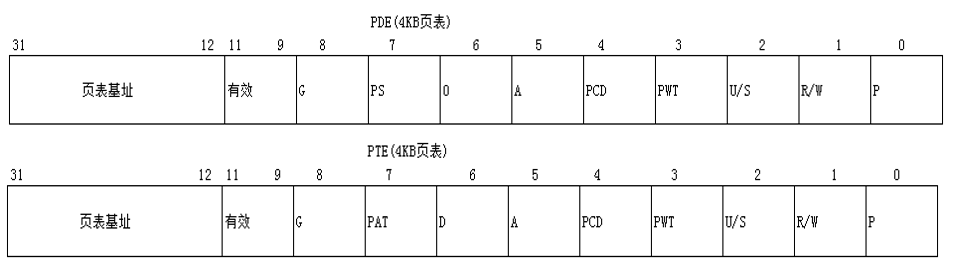 PDE(4KB页表)
31 12 11 9 8 7 6 5 4 3 2 1 0
页表基址 有效 G PS 0 A PCD PWT U/S R/W P
PTE(4KB页表)
31 12 11 9 8 7 6 5 4 3 2 1 0
页表基址 有效 G PAT D A PCD PWT U/S R/W P